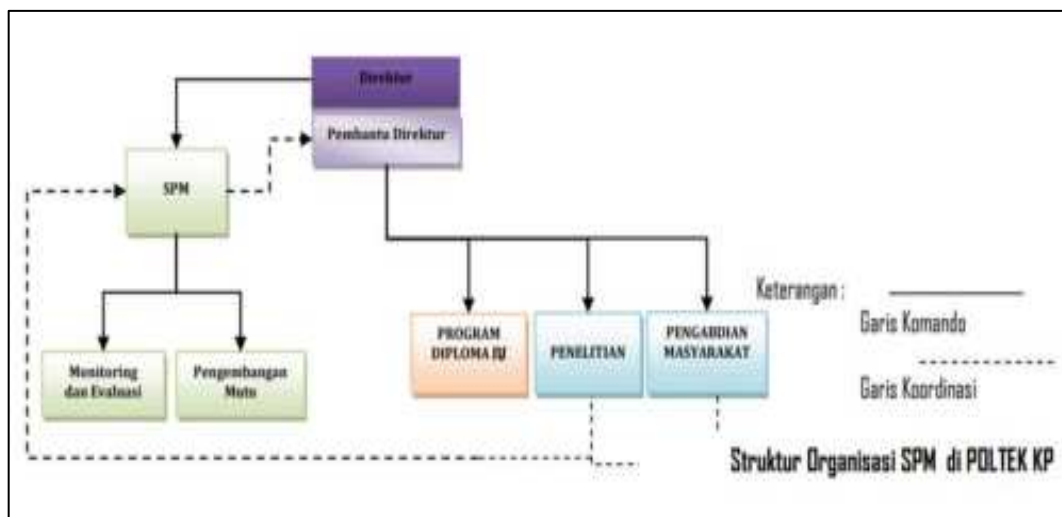 Direktur
Pembantu Direktur
SPM
Monitoring
dan Evaluasi
Pengembangan
Mutu
PROGRAM
DIPLOMA
PENELITIAN
PENGABDIAN
MASYARAKAT
Keterangan :
Garis Komando
Garis Koordinasi
Struktur Organisasi SPM di POLTEK KP